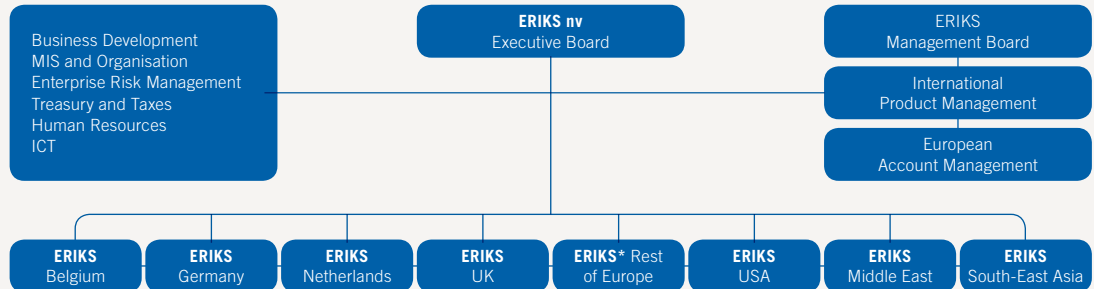 Business Development
MIS and Organisation
Enterprise Risk Management
Treasury and Taxes
Human Resources
ICT
ERIKS nv
Executive Board
ERIKS
Management Board
International
Product Management
European
Account Management
ERIKS
Belgium
ERIKS
Germany
ERIKS
Netherlands
ERIKS
UK
ERIKS* Rest
of Europe
ERIKS
USA
ERIKS
Middle East
ERIKS
South-East Asia